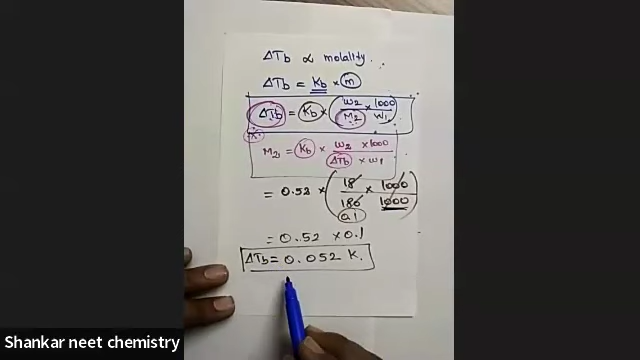 ΔTb ∝ molality.
ΔTb = Kb × m
ΔTb = Kb × (W2 × 1000 / M2 W1)
M2 = Kb × W2 × 1000 / ΔTb × W1
= 0.52 × (18 × 1000 / 180 1000)
0.1
= 0.52 × 0.1
ΔTb = 0.052 K.
Shankar neet chemistry